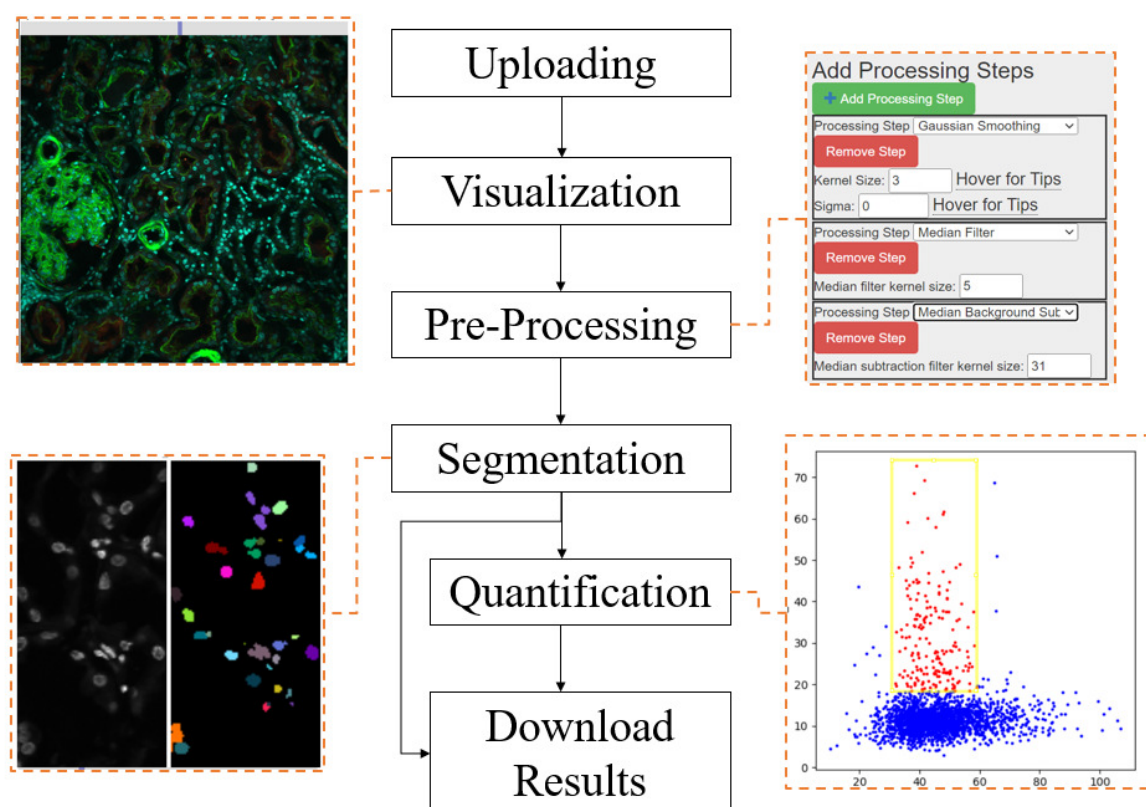 Uploading
Visualization
Pre-Processing
Segmentation
Quantification
Download
Results
Add Processing Steps
+ Add Processing Step
Processing Step Gaussian Smoothing
Remove Step
Kernel Size: 3 Hover for Tips
Sigma: 0 Hover for Tips
Processing Step Median Filter
Remove Step
Median filter kernel size: 5
Processing Step Median Background Sub
Remove Step
Median subtraction filter kernel size: 31
70
60
50
40
30
20
10
0
20 40 60 80 100